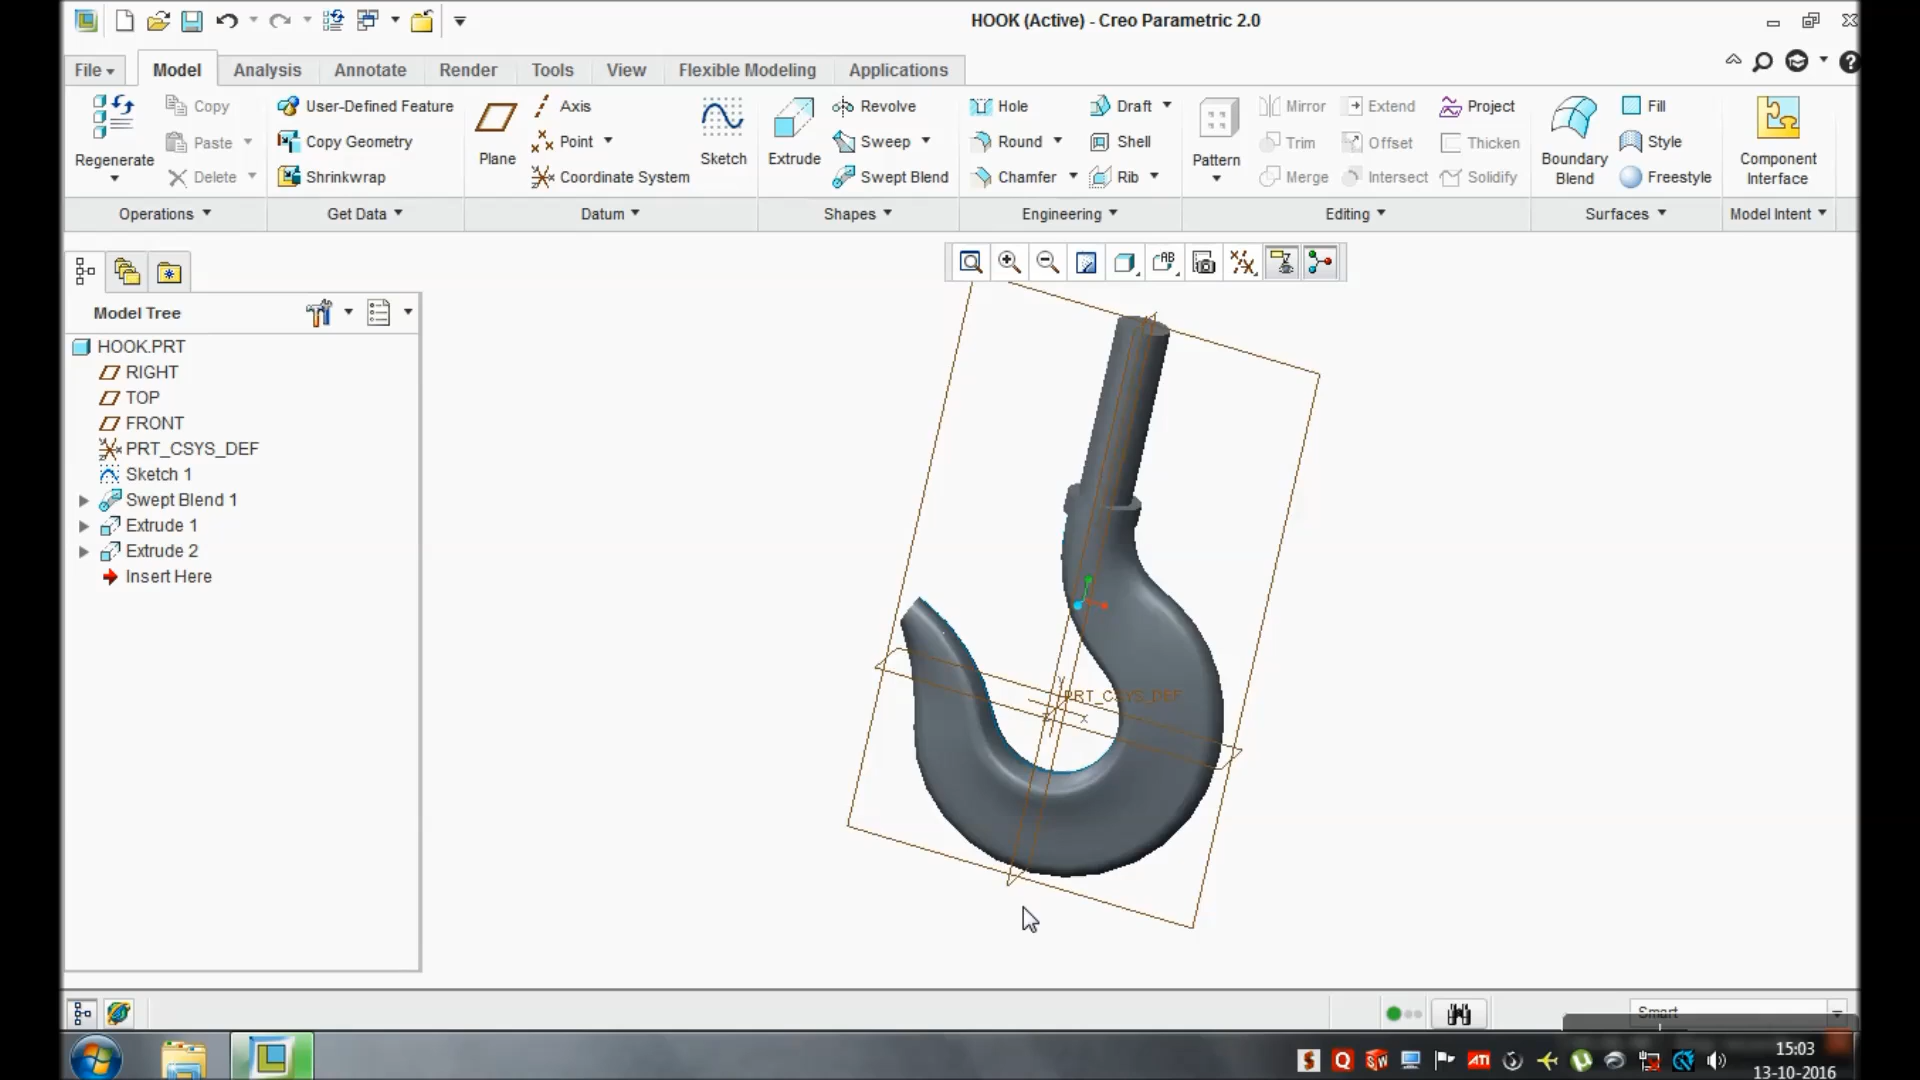 HOOK (Active) - Creo Parametric 2.0
File Model Analysis Annotate Render Tools View Flexible Modeling Applications
Regenerate Copy Paste Delete
User-Defined Feature
Copy Geometry
Shrinkwrap
Plane Axis Point Coordinate System Sketch
Extrude Revolve Sweep Swept Blend
Hole Draft
Round Shell
Chamfer Rib
Pattern Mirror Extend Project
Trim Offset Thicken
Merge Intersect Solidify
Boundary Blend Fill Style Freestyle
Component Interface
Operations Get Data Datum Shapes Engineering Editing Surfaces Model Intent
AB
Model Tree
HOOK.PRT
RIGHT
TOP
FRONT
PRT_CSYS_DEF
Sketch 1
Swept Blend 1
Extrude 1
Extrude 2
Insert Here
PRT_CSYS_DEF
Y
Z X
Smart
ATI
15:03
13-10-2016